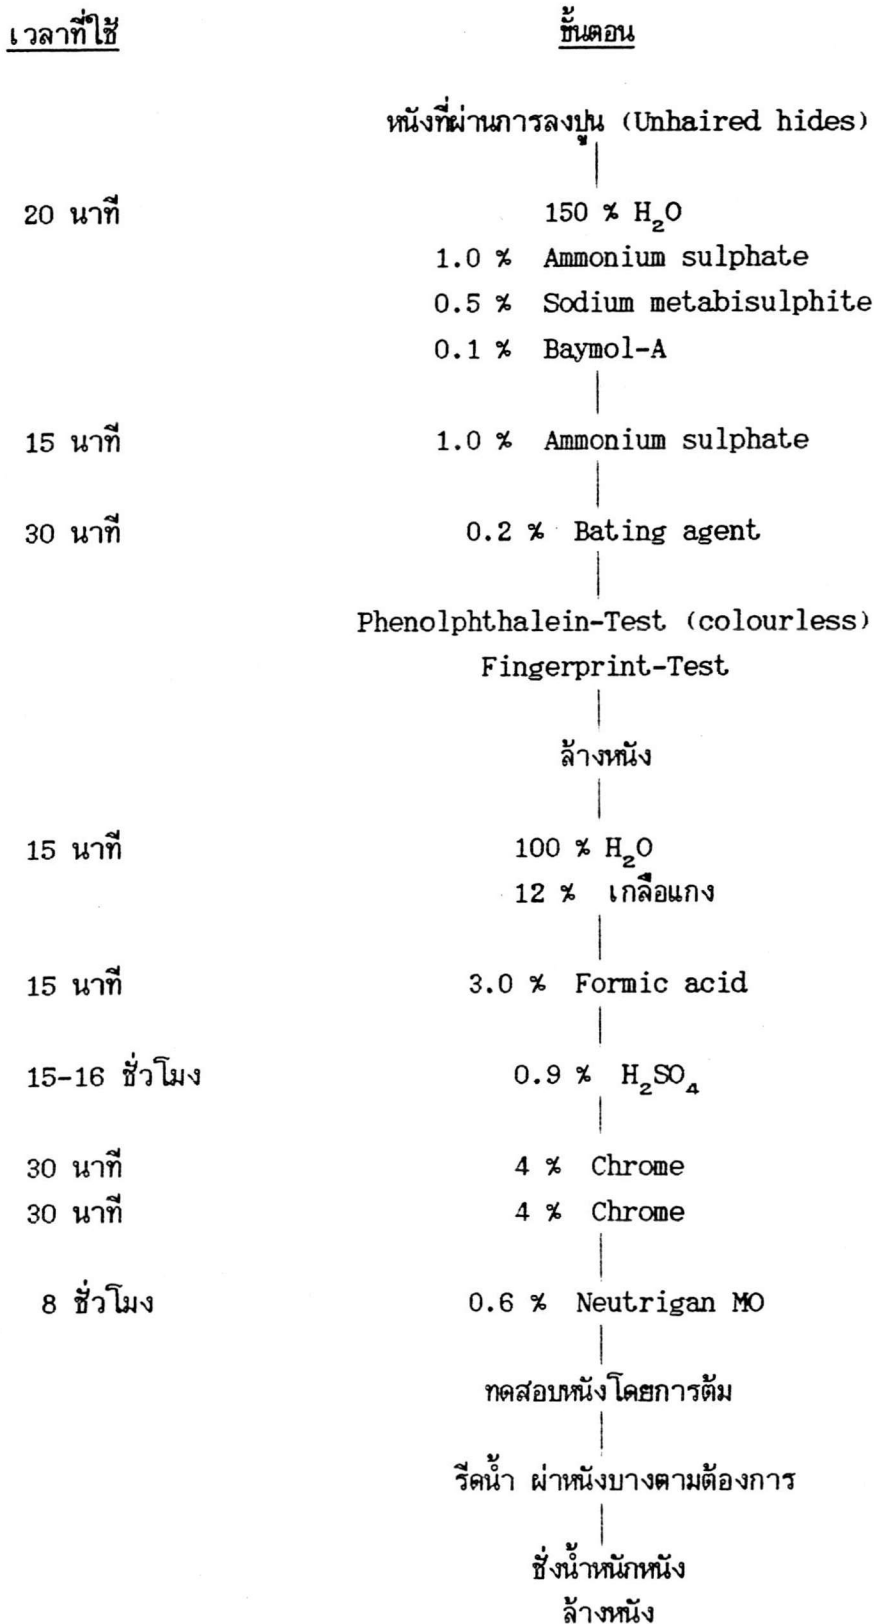 เวลาที่ใช้ ขั้นตอน
หนังที่ผ่านการลงปูน (Unhaired hides)
20 นาที 150 % H₂O
1.0 % Ammonium sulphate
0.5 % Sodium metabisulphite
0.1 % Baymol-A
15 นาที 1.0 % Ammonium sulphate
30 นาที 0.2 % Bating agent
Phenolphthalein-Test (colourless)
Fingerprint-Test
ล้างหนัง
15 นาที 100 % H₂O
12 % เกลือแกง
15 นาที 3.0 % Formic acid
15-16 ชั่วโมง 0.9 % H₂SO₄
30 นาที 4 % Chrome
30 นาที 4 % Chrome
8 ชั่วโมง 0.6 % Neutrigan MO
ทดสอบหนังโดยการต้ม
รีดน้ำ ผ่าหนังบางตามต้องการ
ชั่งน้ำหนักหนัง
ล้างหนัง